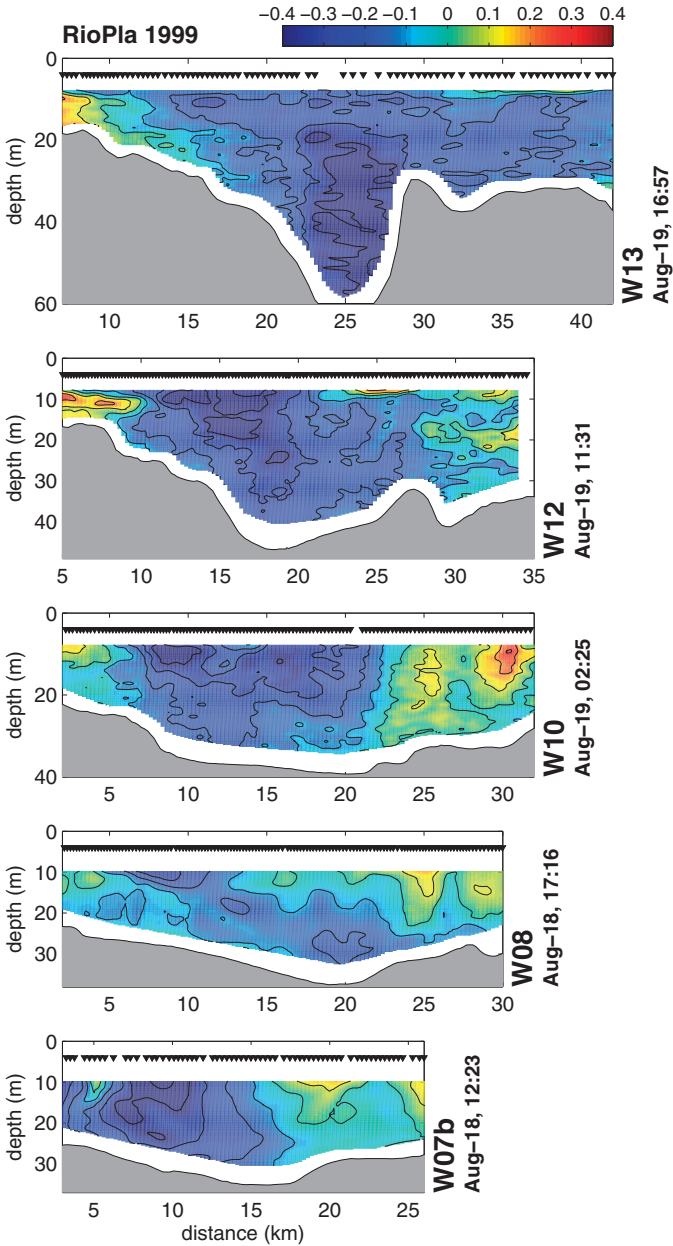 RioPla 1999
−0.4 −0.3 −0.2 −0.1 0 0.1 0.2 0.3 0.4
0
20
40
60
depth (m)
10 15 20 25 30 35 40
W13
Aug−19, 16:57
0
10
20
30
40
depth (m)
5 10 15 20 25 30 35
W12
Aug−19, 11:31
0
20
40
depth (m)
5 10 15 20 25 30
W10
Aug−19, 02:25
0
10
20
30
depth (m)
5 10 15 20 25 30
W08
Aug−18, 17:16
0
10
20
30
depth (m)
5 10 15 20 25
distance (km)
W07b
Aug−18, 12:23